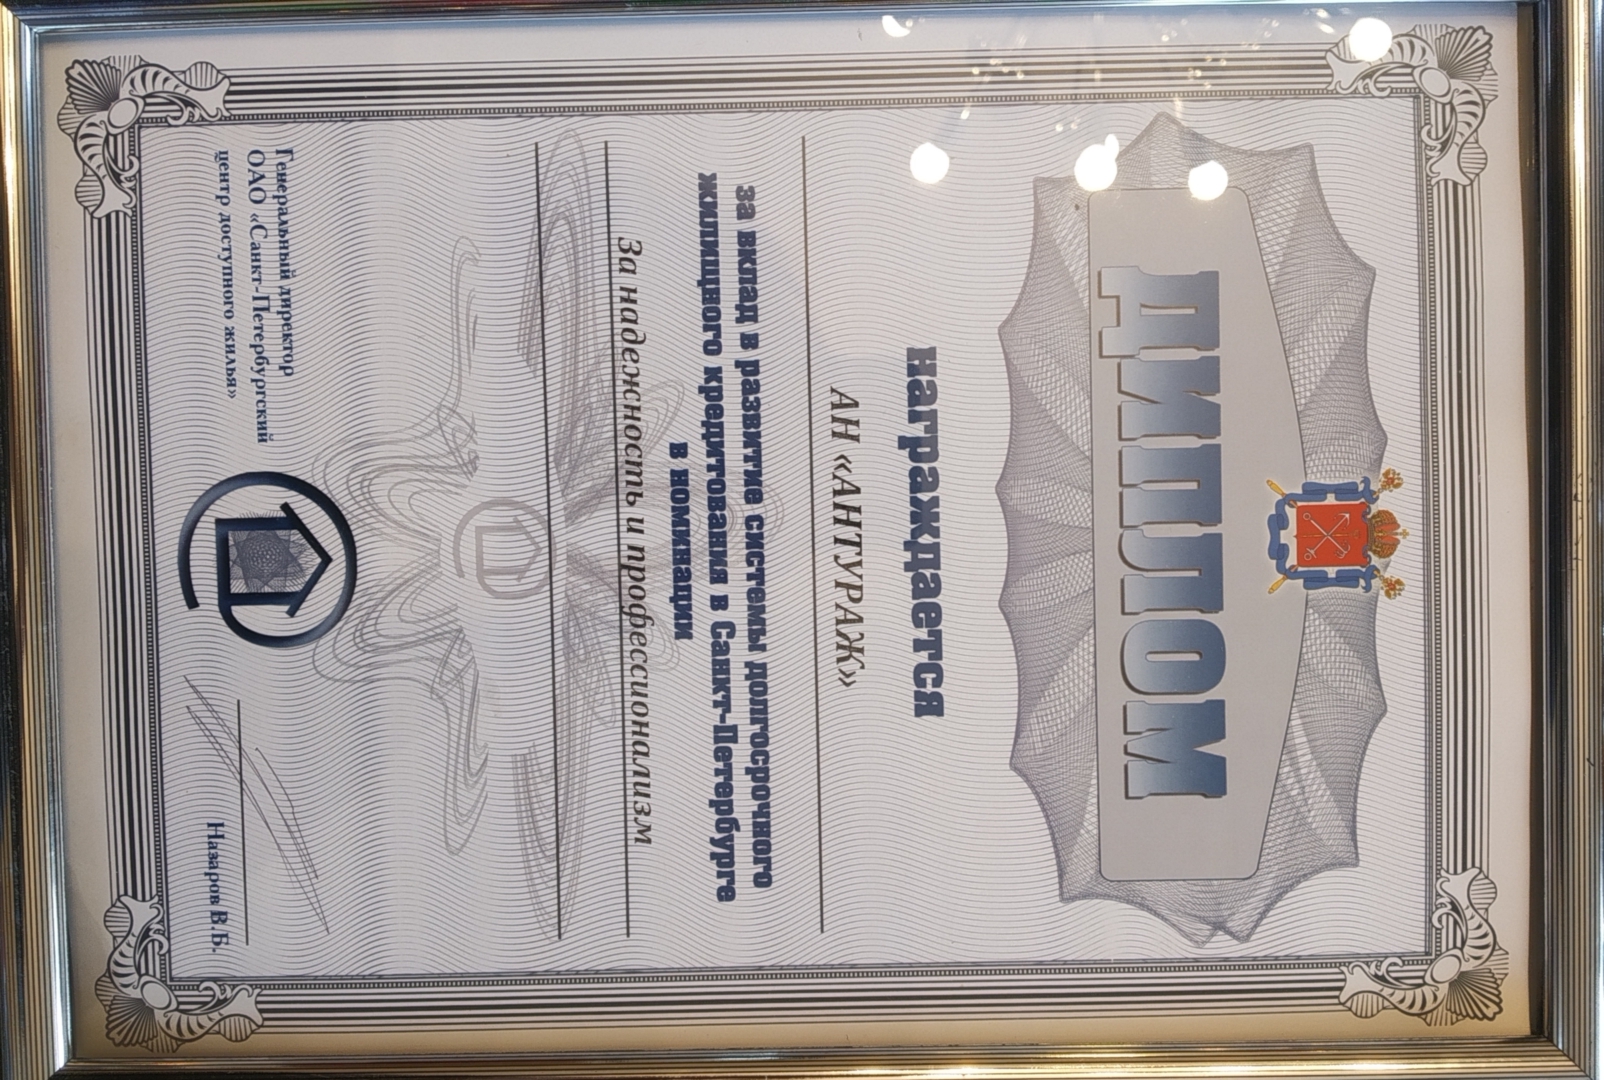 ДИПЛОМ
награждается
АН «АНТУРАЖ»
за вклад в развитие системы долгосрочного
жилищного кредитования в Санкт-Петербурге
в номинации
За надежность и профессионализм
Генеральный директор
ОАО «Санкт-Петербургский
центр доступного жилья»
Назаров В.Б.